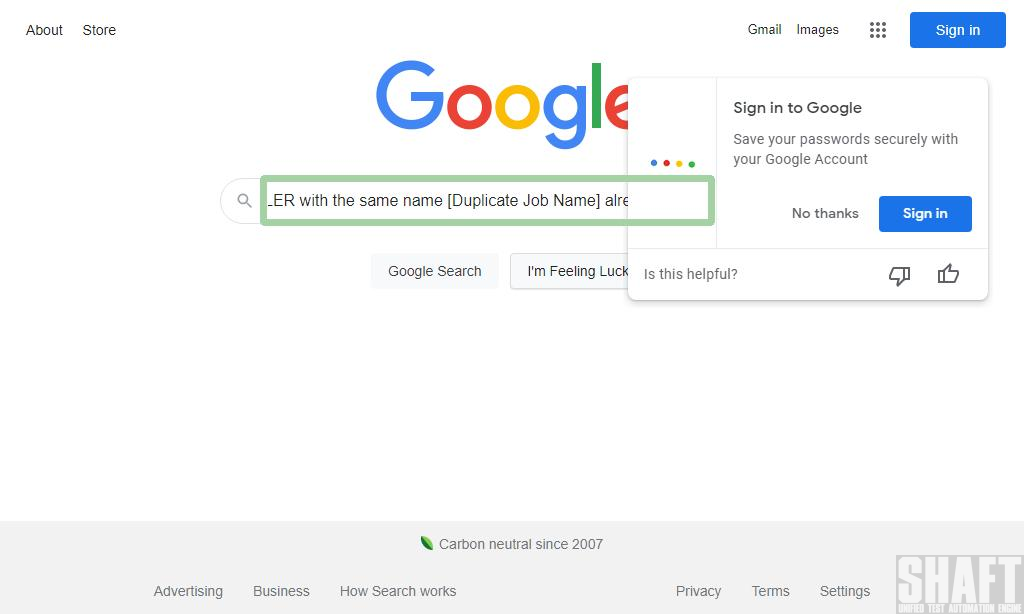 About Store Gmail Images Sign in
Google
Sign in to Google
Save your passwords securely with
your Google Account
LER with the same name [Duplicate Job Name] alre
No thanks Sign in
Google Search I'm Feeling Luck
Is this helpful?
Carbon neutral since 2007
Advertising Business How Search works Privacy Terms Settings
SHAFT
UNIFIED TEST AUTOMATION ENGINE